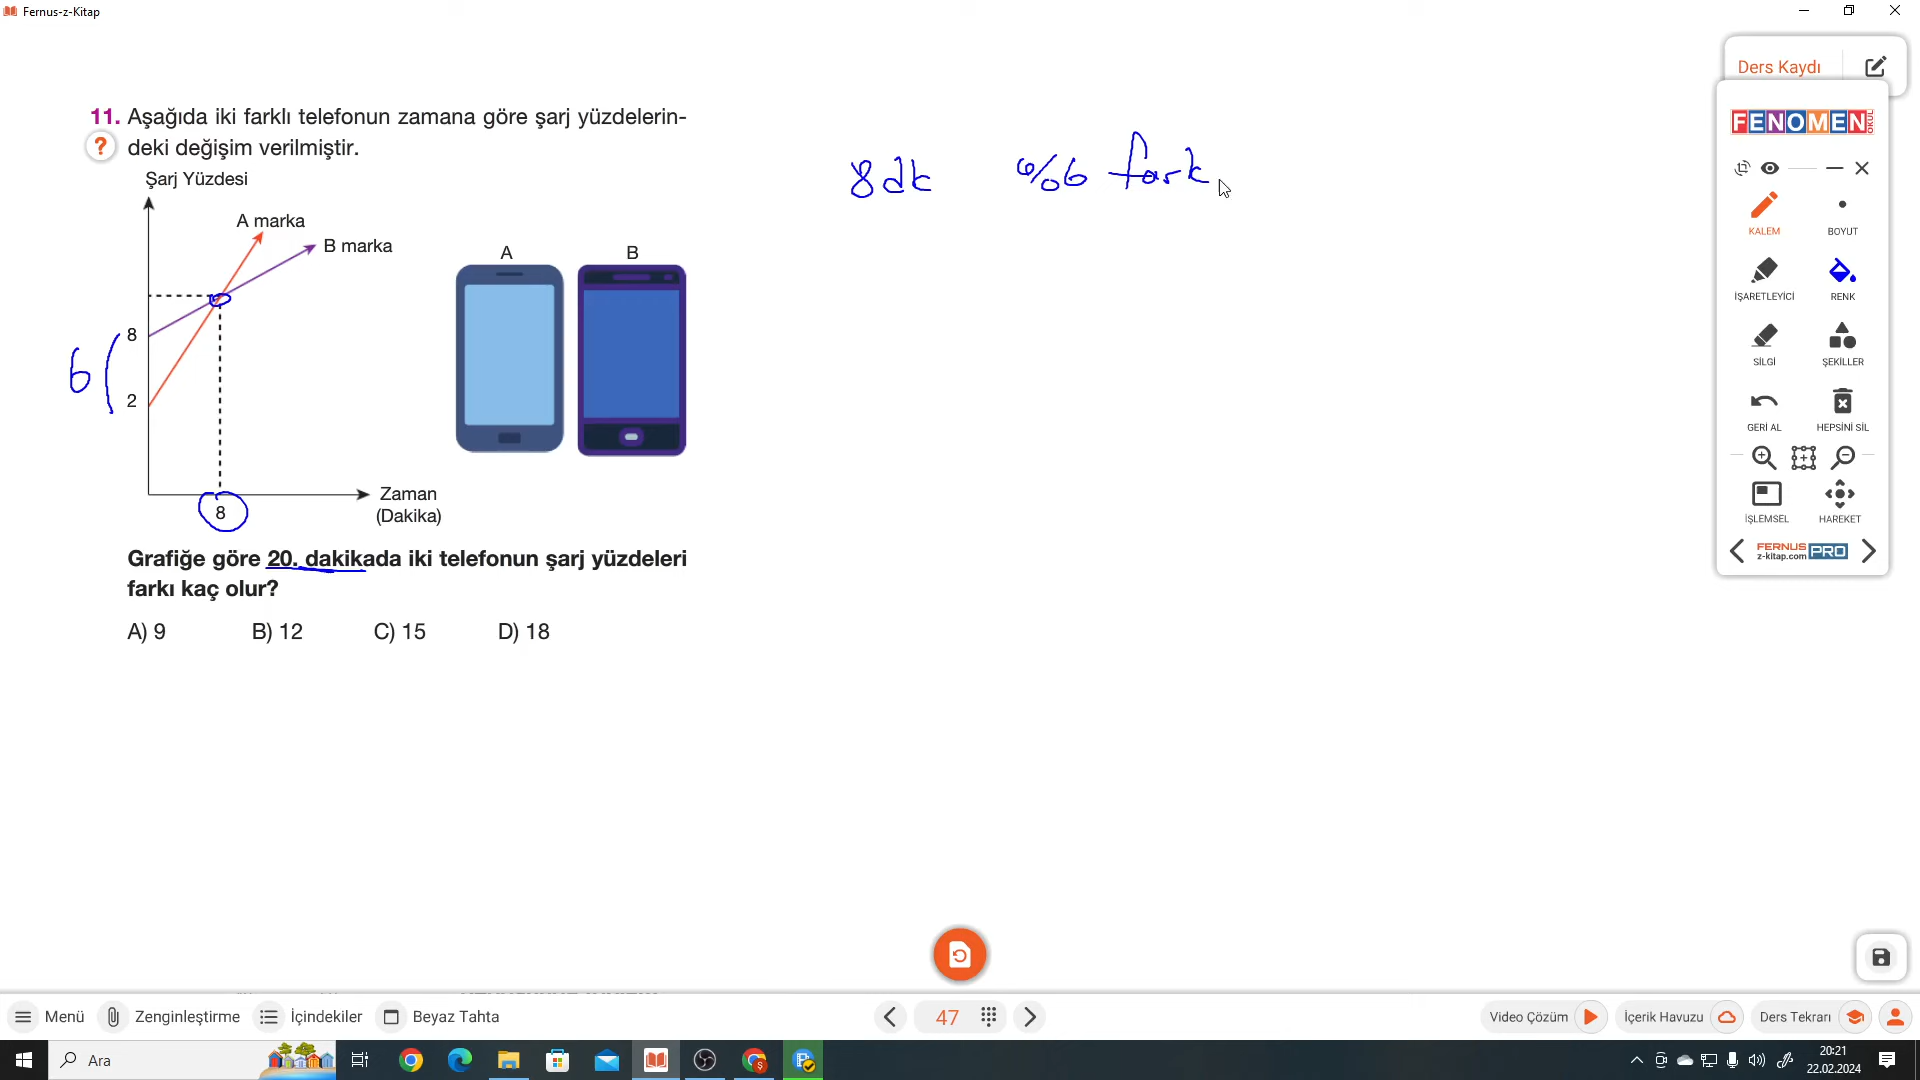 Fernus-z-Kitap
Ders Kaydı
11. Aşağıda iki farklı telefonun zamana göre şarj yüzdelerin-
? deki değişim verilmiştir.
Şarj Yüzdesi
A marka
B marka
8
2
8
Zaman
(Dakika)
6
A
B
8 dk %6 fark
Grafiğe göre 20. dakikada iki telefonun şarj yüzdeleri
farkı kaç olur?
A) 9 B) 12 C) 15 D) 18
FENOMEN OKUL
KALEM BOYUT
İŞARETLEYİCİ RENK
SİLGİ ŞEKİLLER
GERİ AL HEPSİNİ SİL
İŞLEMSEL HAREKET
FERNUS PRO
z-kitap.com
Menü Zenginleştirme İçindekiler Beyaz Tahta 47 Video Çözüm İçerik Havuzu Ders Tekrarı
Ara
20:21
22.02.2024